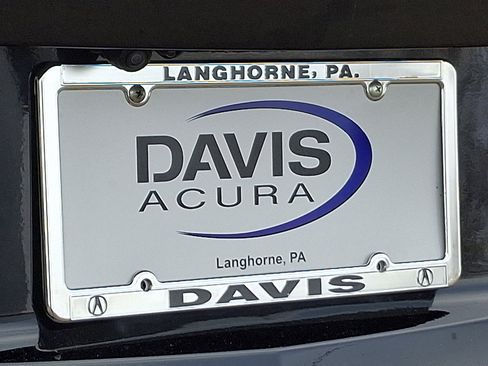 LANGHORNE, PA.
DAVIS
ACURA
Langhorne, PA
DAVIS